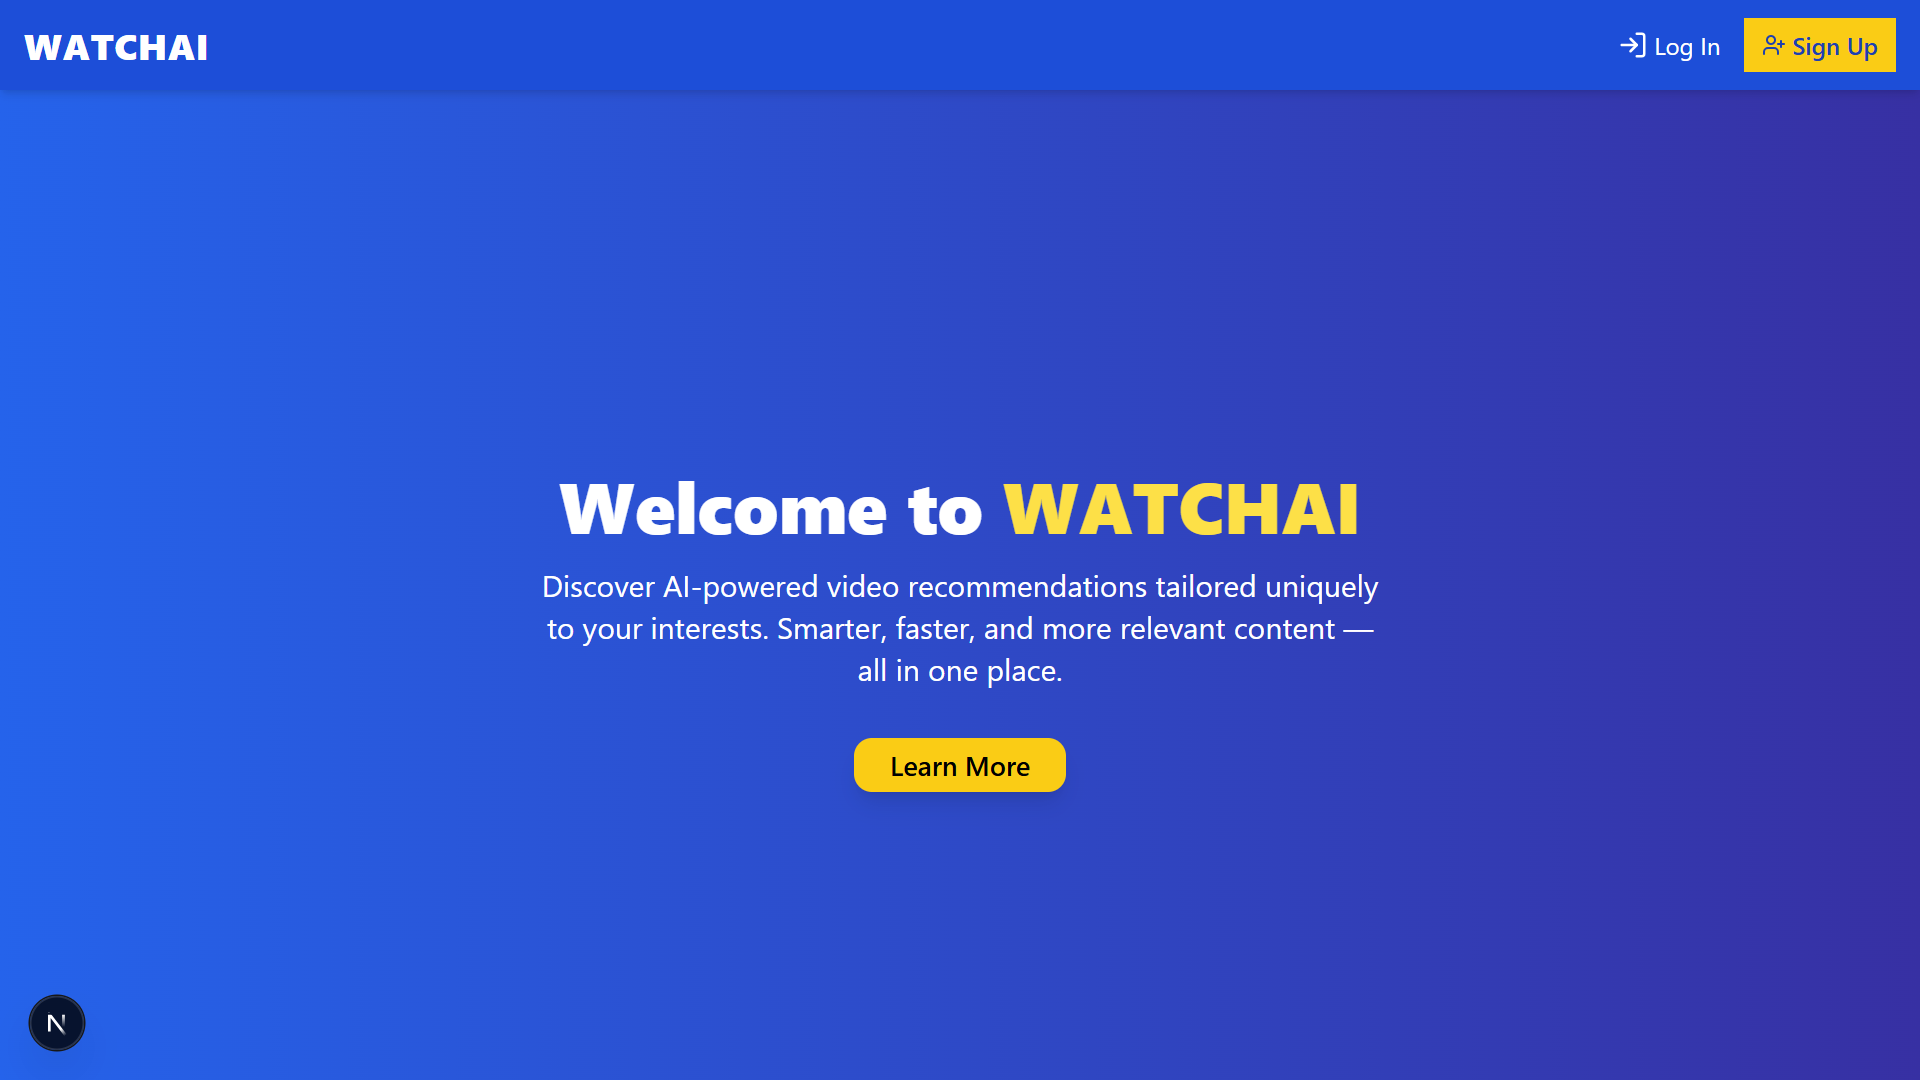 WATCHAI
Log In
Sign Up
Welcome to WATCHAI
Discover AI-powered video recommendations tailored uniquely
to your interests. Smarter, faster, and more relevant content —
all in one place.
Learn More
N